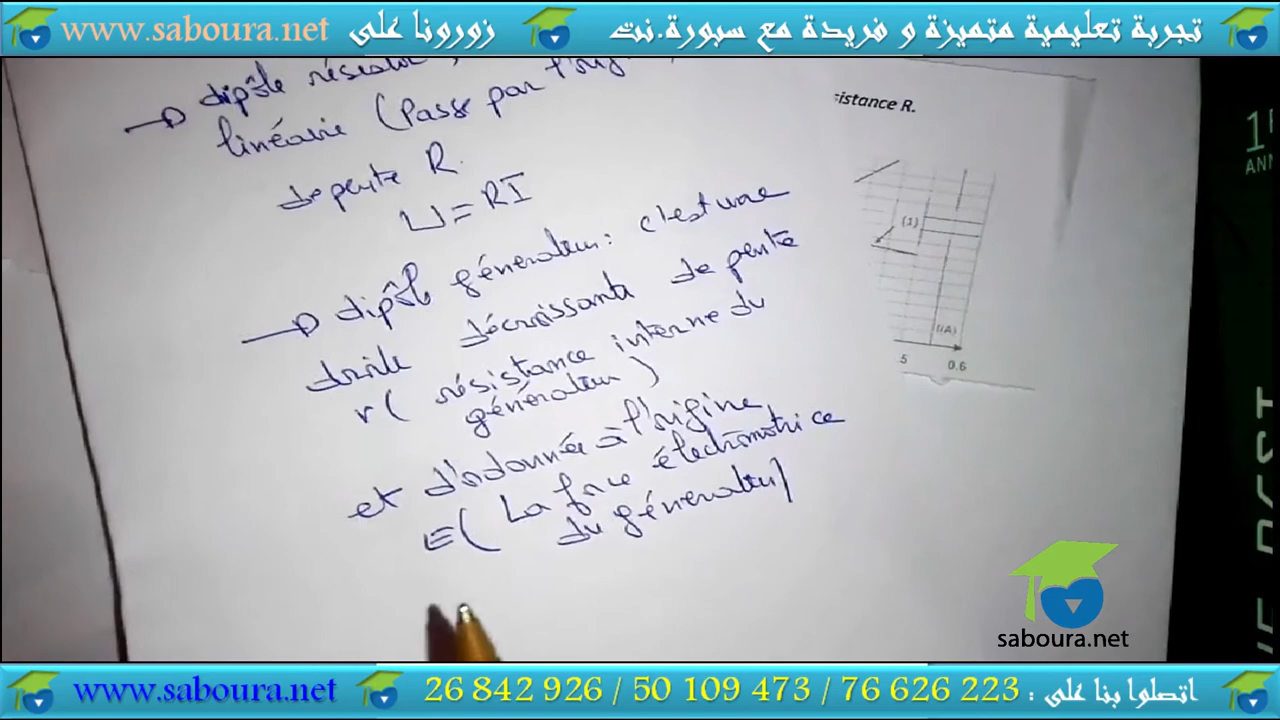 www.saboura.net زورونا على تجربة تعليمية متميزة و فريدة مع سبورة.نت
→ dipôle
linéaire (Passe par l'orig
de pente R.
U = RI
→ dipôle générateur: c'est une
droite décroissante de pente
r ( résistance interne du
générateur )
et d'ordonnée à l'origine
E ( La force électromotrice
du générateur)
sistance R.
(1)
I(A)
5 0.6
ANN
saboura.net
www.saboura.net 26 842 926 / 50 109 473 / 76 626 223 : اتصلوا بنا على